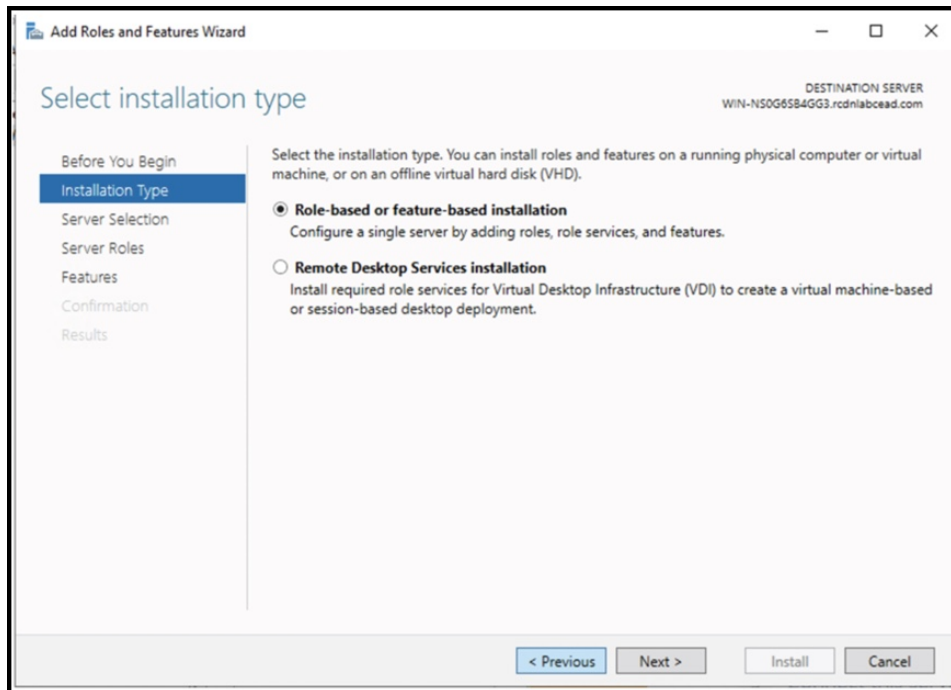 Add Roles and Features Wizard
Select installation type
DESTINATION SERVER
WIN-NS0G6SB4GG3.rcdnlabcead.com
Before You Begin
Installation Type
Server Selection
Server Roles
Features
Confirmation
Results
Select the installation type. You can install roles and features on a running physical computer or virtual
machine, or on an offline virtual hard disk (VHD).
Role-based or feature-based installation
Configure a single server by adding roles, role services, and features.
Remote Desktop Services installation
Install required role services for Virtual Desktop Infrastructure (VDI) to create a virtual machine-based
or session-based desktop deployment.
< Previous
Next >
Install
Cancel